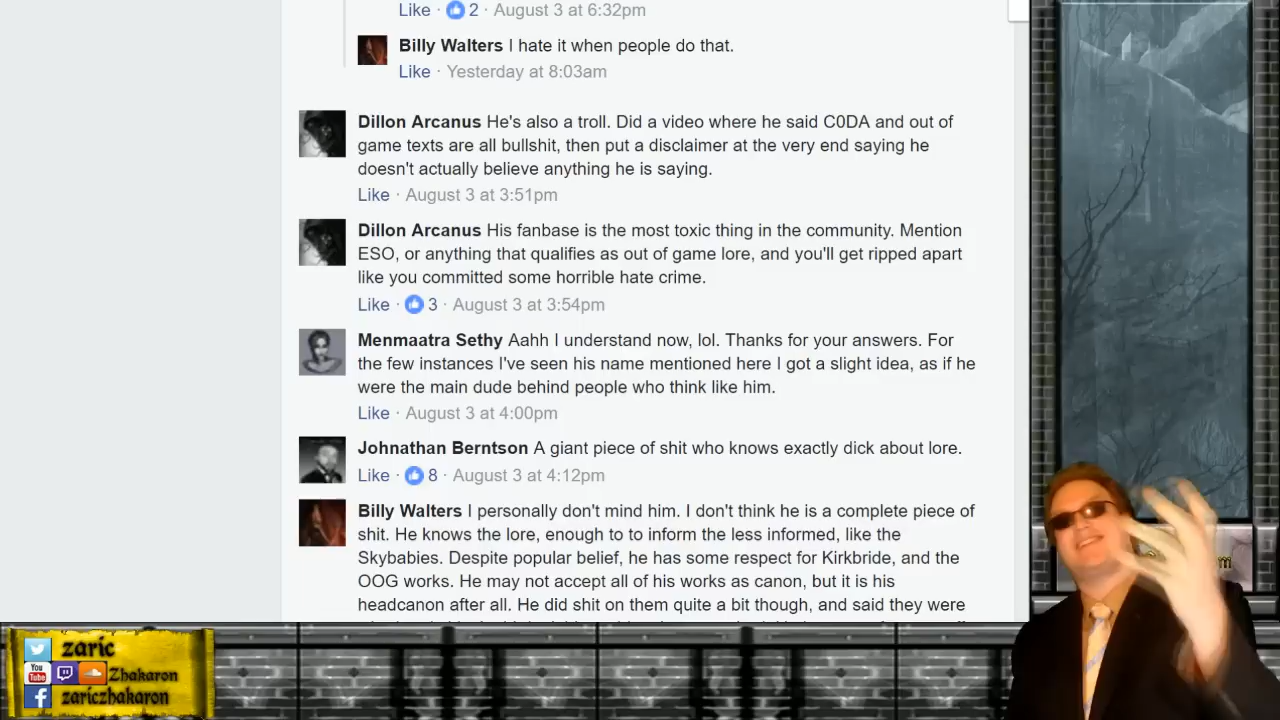 Like · 2 · August 3 at 6:32pm
Billy Walters I hate it when people do that.
Like · Yesterday at 8:03am
Dillon Arcanus He's also a troll. Did a video where he said C0DA and out of
game texts are all bullshit, then put a disclaimer at the very end saying he
doesn't actually believe anything he is saying.
Like · August 3 at 3:51pm
Dillon Arcanus His fanbase is the most toxic thing in the community. Mention
ESO, or anything that qualifies as out of game lore, and you'll get ripped apart
like you committed some horrible hate crime.
Like · 3 · August 3 at 3:54pm
Menmaatra Sethy Aahh I understand now, lol. Thanks for your answers. For
the few instances I've seen his name mentioned here I got a slight idea, as if he
were the main dude behind people who think like him.
Like · August 3 at 4:00pm
Johnathan Berntson A giant piece of shit who knows exactly dick about lore.
Like · 8 · August 3 at 4:12pm
Billy Walters I personally don't mind him. I don't think he is a complete piece of
shit. He knows the lore, enough to to inform the less informed, like the
Skybabies. Despite popular belief, he has some respect for Kirkbride, and the
OOG works. He may not accept all of his works as canon, but it is his
headcanon after all. He did shit on them quite a bit though, and said they were
zaric
You Tube Zhakaron
zariczhakaron